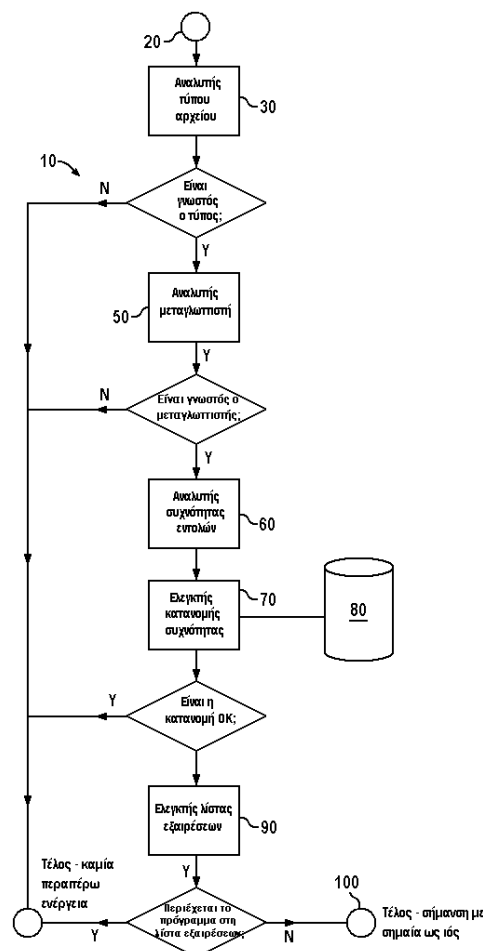 20
Αναλυτής
τύπου
αρχείου
30
10
N
Είναι
γνωστός
ο τύπος;
Y
Αναλυτής
μεταγλωττιστή
50
Y
N
Είναι γνωστός ο
μεταγλωττιστής;
Y
Αναλυτής
συχνότητας
εντολών
60
Ελεγκτής
κατανομής
συχνότητας
70
80
Y
Είναι η
κατανομή OK;
Ελεγκτής λίστας
εξαιρέσεων
90
Y
Τέλος - καμία
περαιτέρω
ενέργεια
Περιέχεται το
πρόγραμμα στη
λίστα εξαιρέσεων;
Y
N
100
Τέλος - σήμανση με
σημαία ως ιός